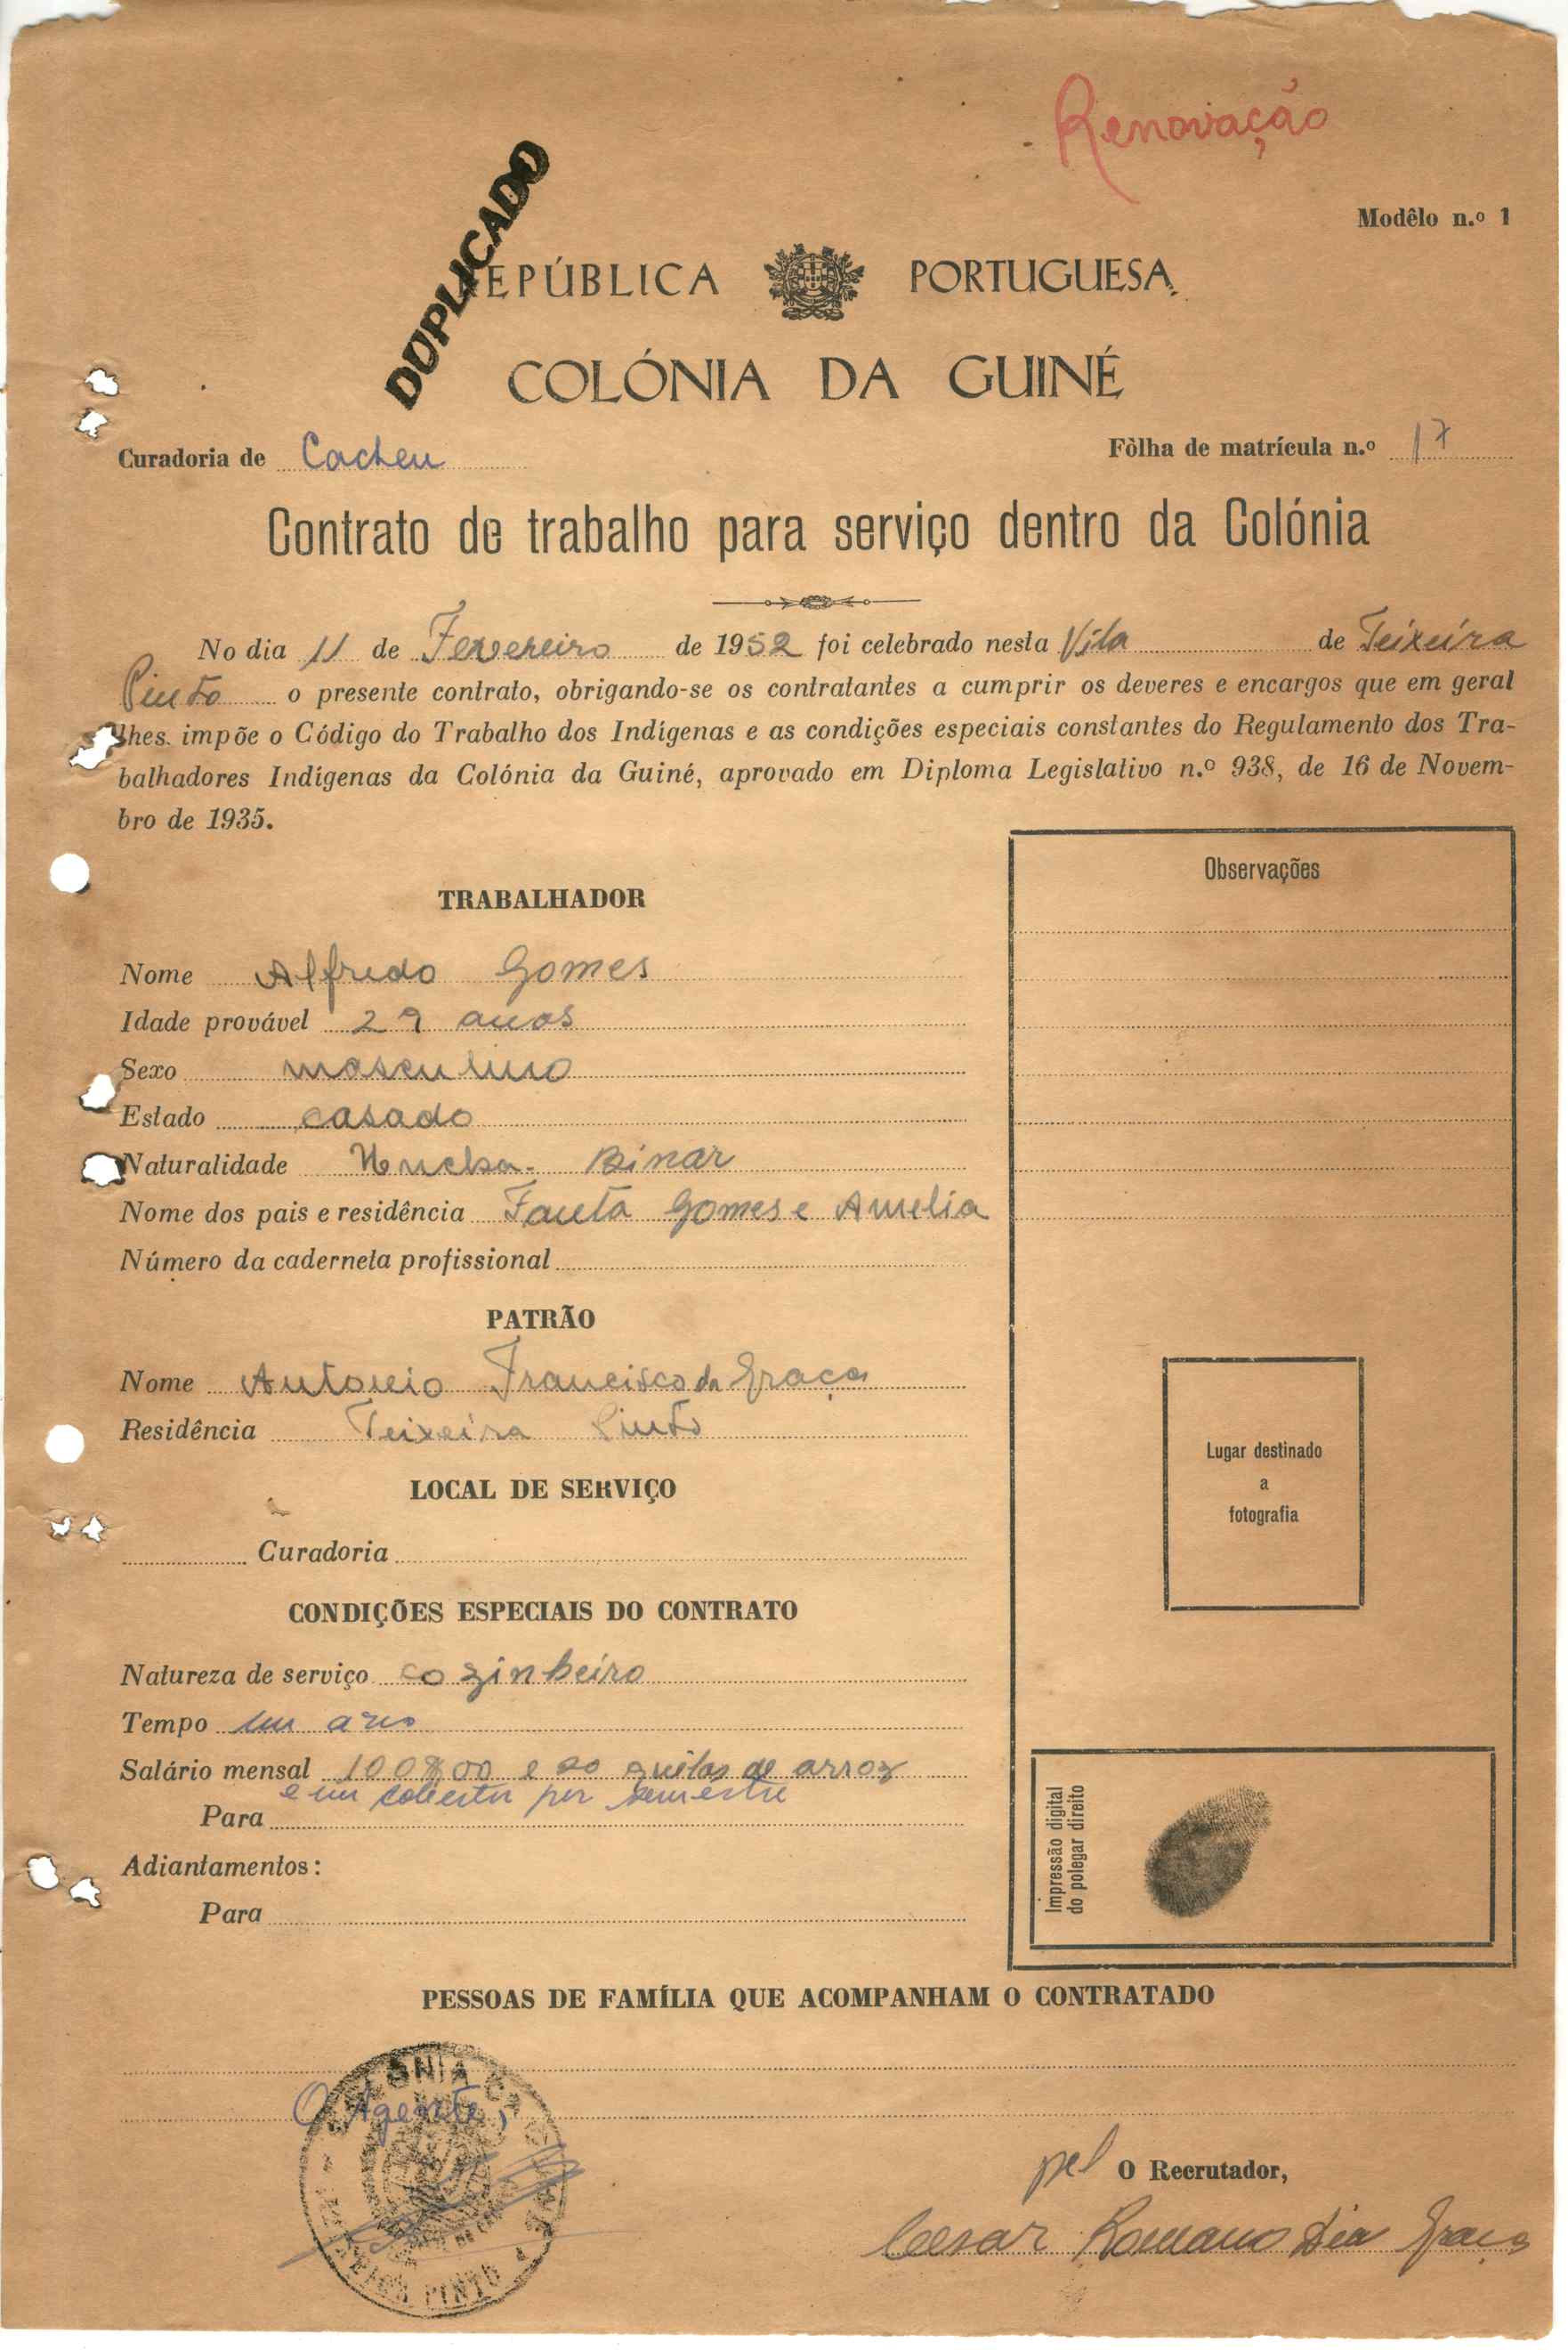 Renovação
DUPLICADO
Modêlo n.º 1
REPÚBLICA PORTUGUESA
COLÓNIA DA GUINÉ
Curadoria de Cacheu
Fôlha de matrícula n.º 17
Contrato de trabalho para serviço dentro da Colónia
No dia 11 de Fevereiro de 1952 foi celebrado nesta Vila de Teixeira
Pinto o presente contrato, obrigando-se os contratantes a cumprir os deveres e encargos que em geral
lhes impõe o Código do Trabalho dos Indígenas e as condições especiais constantes do Regulamento dos Tra-
balhadores Indígenas da Colónia da Guiné, aprovado em Diploma Legislativo n.º 938, de 16 de Novem-
bro de 1935.
Observações
TRABALHADOR
Nome Alfredo Gomes
Idade provável 29 anos
Sexo masculino
Estado casado
Naturalidade Binar
Nome dos pais e residência Gomes e Amelia
Número da caderneta profissional
PATRÃO
Nome Antonio Francisco da Graça
Residência Teixeira Pinto
Lugar destinado
a
fotografia
LOCAL DE SERVIÇO
Curadoria
CONDIÇÕES ESPECIAIS DO CONTRATO
Natureza de serviço cozinheiro
Tempo um ano
Salário mensal 100$00 e 20 quilos de arroz
e um cobertor por semestre
Para
Adiantamentos:
Para
Impressão digital
do polegar direito
PESSOAS DE FAMÍLIA QUE ACOMPANHAM O CONTRATADO
O Agente,
PINTO
pel O Recrutador,
Cesar Romano Dia Graça